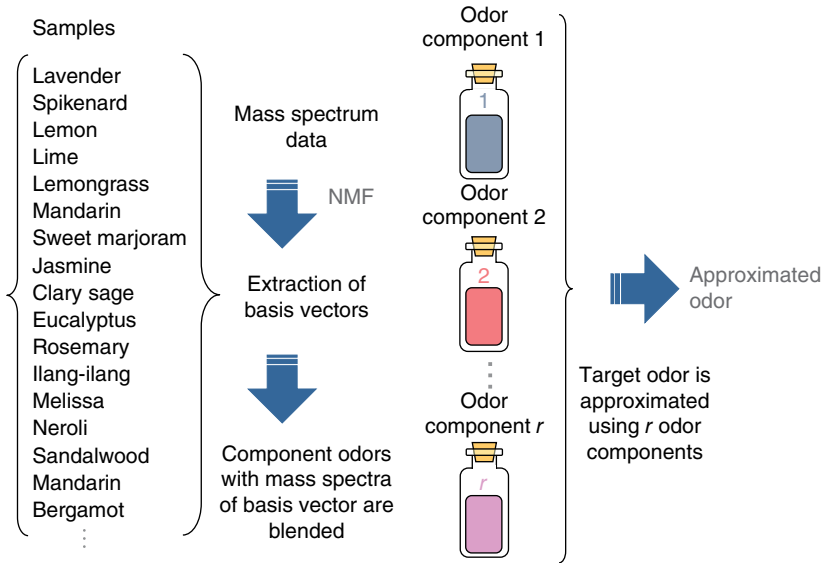 Samples
Lavender
Spikenard
Lemon
Lime
Lemongrass
Mandarin
Sweet marjoram
Jasmine
Clary sage
Eucalyptus
Rosemary
Ilang-ilang
Melissa
Neroli
Sandalwood
Mandarin
Bergamot
Mass spectrum
data
NMF
Extraction of
basis vectors
Component odors
with mass spectra
of basis vector are
blended
Odor
component 1
1
Odor
component 2
2
Odor
component r
r
Approximated
odor
Target odor is
approximated
using r odor
components